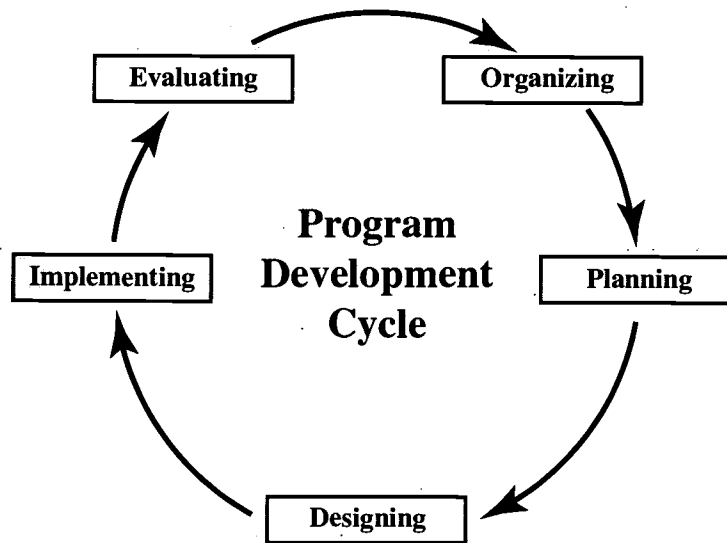 Evaluating
Organizing
Program
Development
Cycle
Implementing
Planning
Designing